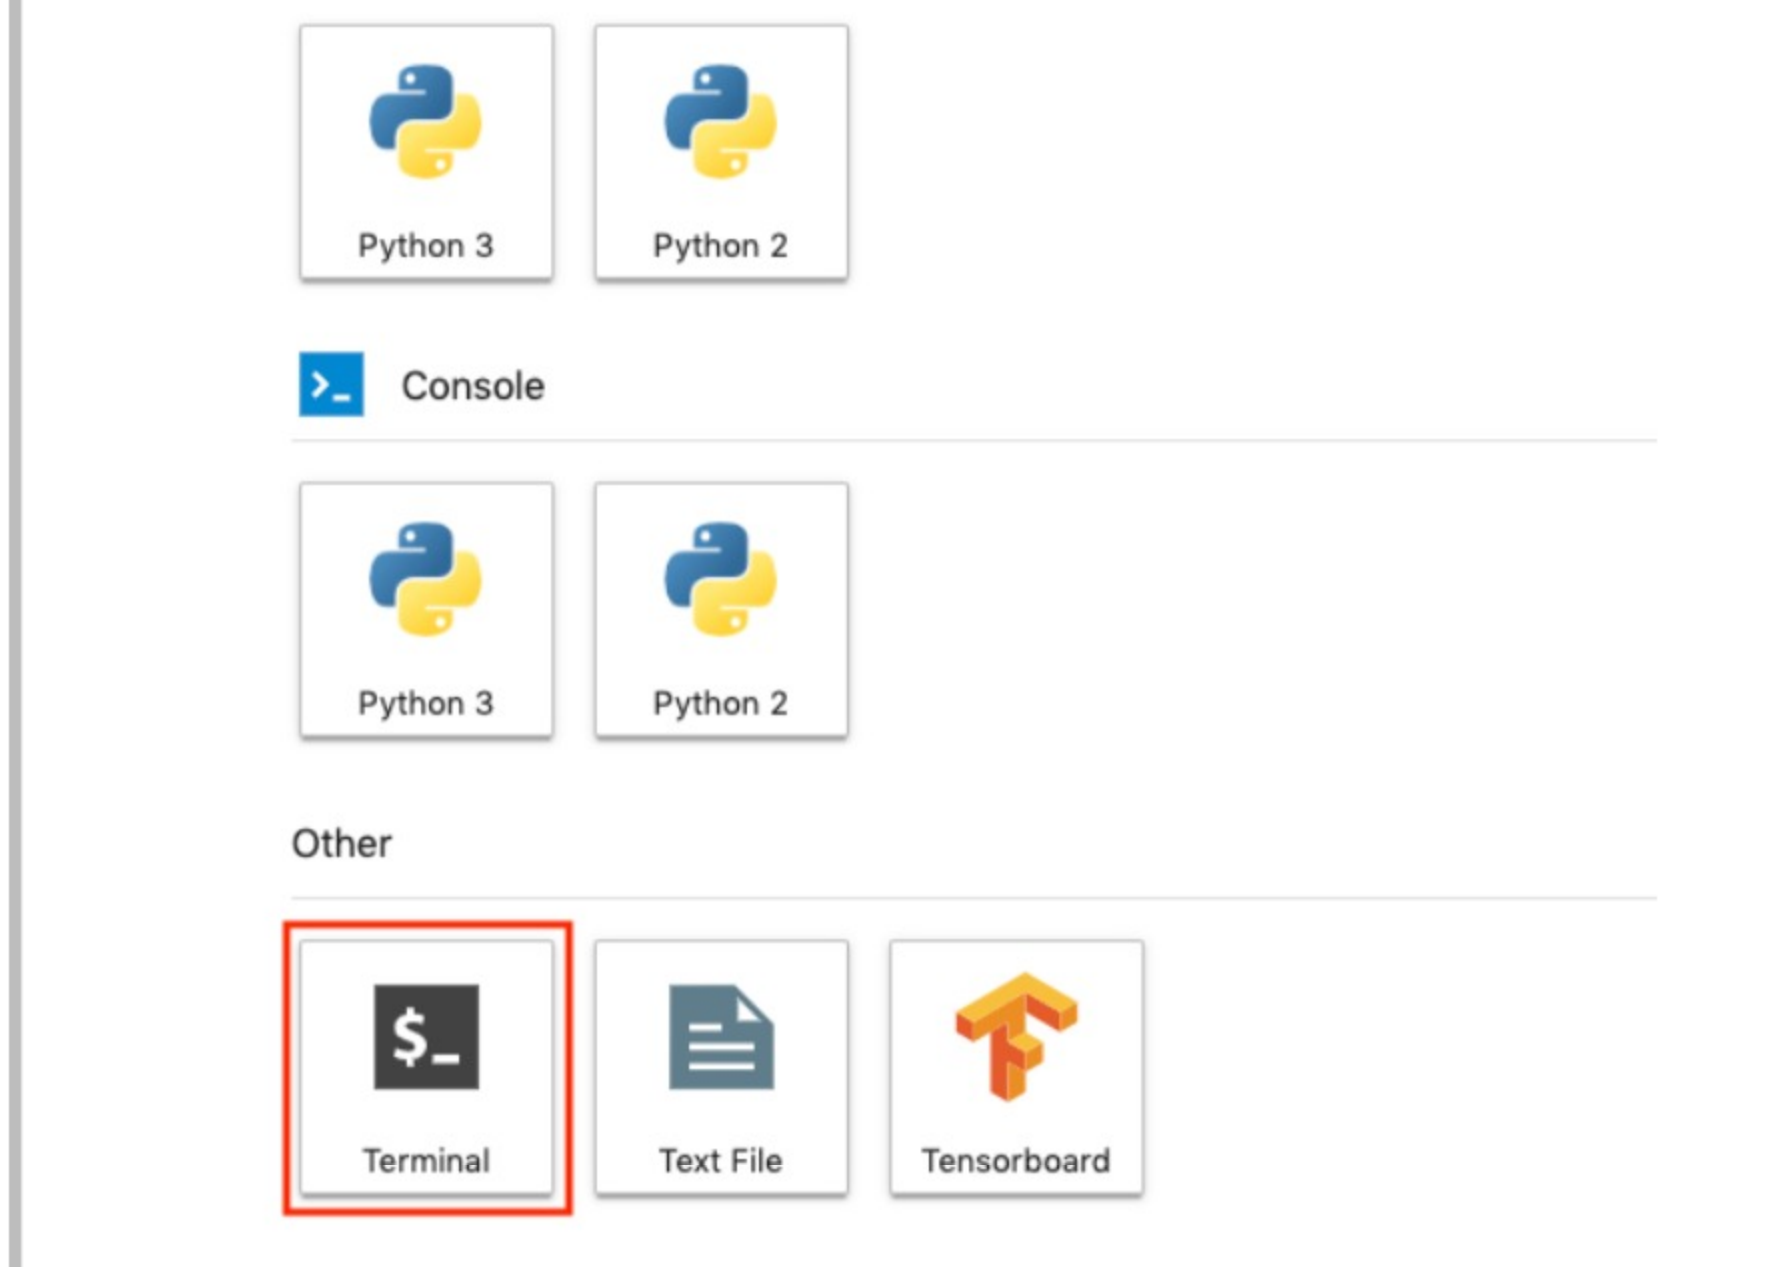 Python 3 Python 2
>_ Console
Python 3 Python 2
Other
$_
Terminal Text File Tensorboard